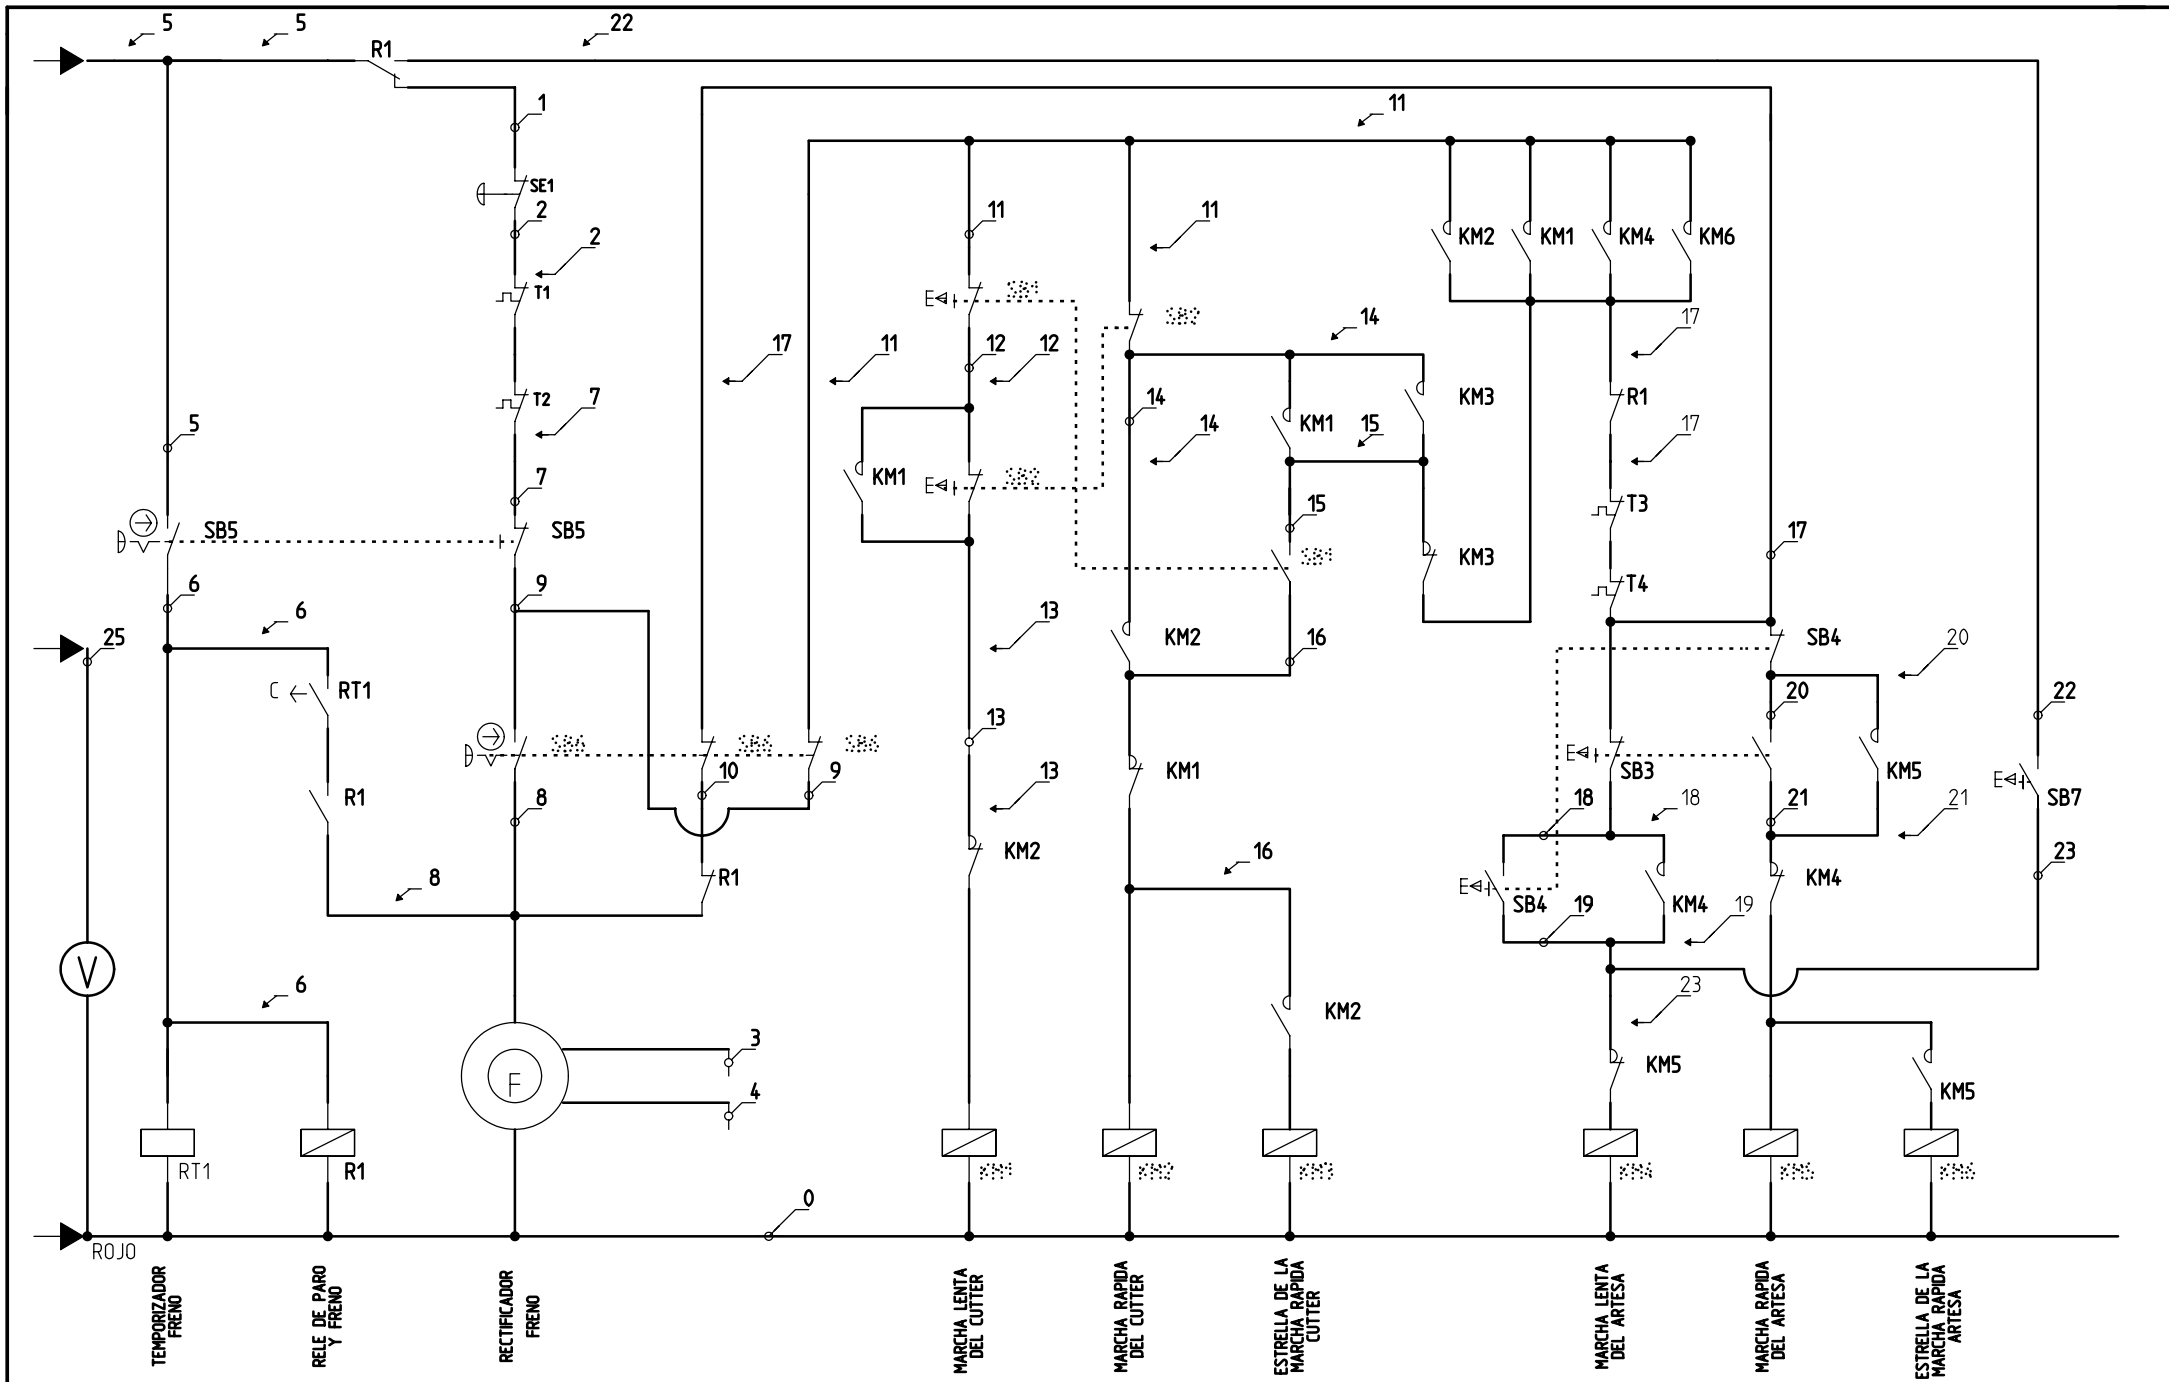 5
5
22
R1
1
11
SE1
2
2
11
11
KM2
KM1
KM4
KM6
T1
17
11
12
12
14
17
T2
7
14
KM1
KM3
R1
5
14
15
17
7
KM1
15
T3
SB5
SB5
17
6
9
KM3
T4
6
25
13
KM2
16
SB4
20
C
RT1
13
20
22
10
9
KM1
SB3
KM5
SB7
R1
8
13
18
18
21
21
8
R1
KM2
16
SB4
KM4
KM4
23
19
19
V
6
KM2
23
3
F
4
KM5
KM5
RT1
R1
0
ROJO
TEMPORIZADOR
FRENO
RELE DE PARO
Y FRENO
RECTIFICADOR
FRENO
MARCHA LENTA
DEL CUTTER
MARCHA RAPIDA
DEL CUTTER
ESTRELLA DE LA
MARCHA RAPIDA
CUTTER
MARCHA LENTA
DEL ARTESA
MARCHA RAPIDA
DEL ARTESA
ESTRELLA DE LA
MARCHA RAPIDA
ARTESA